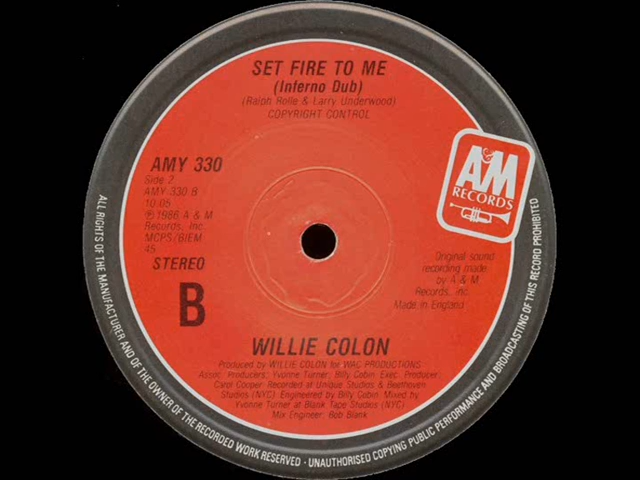 SET FIRE TO ME
(Inferno Dub)
(Ralph Rolle & Larry Underwood)
COPYRIGHT CONTROL
AMY 330
Side 2
AMY 330 B
10.05
℗1986 A & M
Records, Inc.
MCPS/BIEM
45
STEREO
B
A&M
RECORDS
Original sound
recording made
by A & M
Records, Inc.
Made in England
WILLIE COLON
Produced by WILLIE COLON for WAC PRODUCTIONS
Assoc. Producers: Yvonne Turner, Billy Cobin Exec. Producer:
Carol Cooper Recorded at Unique Studios & Beethoven
Studios (NYC). Engineered by Billy Cobin. Mixed by
Yvonne Turner at Blank Tape Studios (NYC)
Mix Engineer: Bob Blank
ALL RIGHTS OF THE MANUFACTURER AND OF THE OWNER OF THE RECORDED WORK RESERVED - UNAUTHORISED COPYING PUBLIC PERFORMANCE AND BROADCASTING OF THIS RECORD PROHIBITED